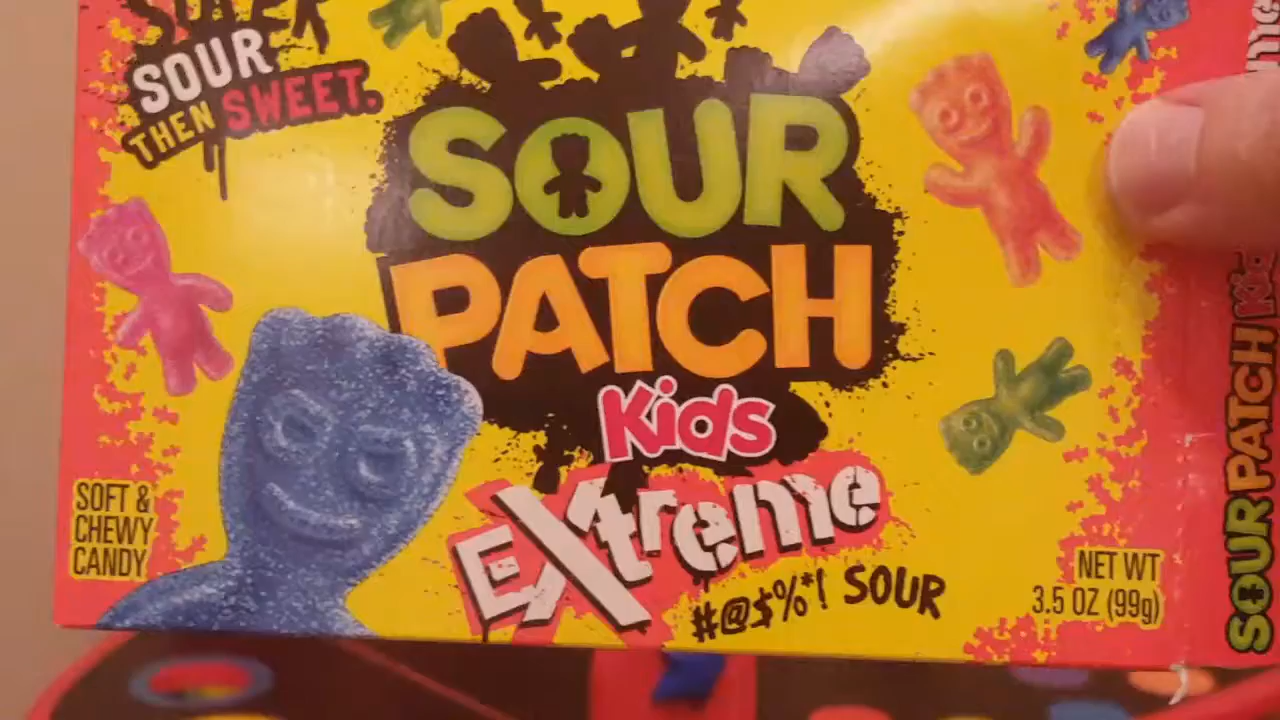 SOUR
THEN SWEET.
SOUR
PATCH
Kids
EXtreme
#@$%*! SOUR
SOFT &
CHEWY
CANDY
NET WT
3.5 OZ (99g)
SOUR PATCH